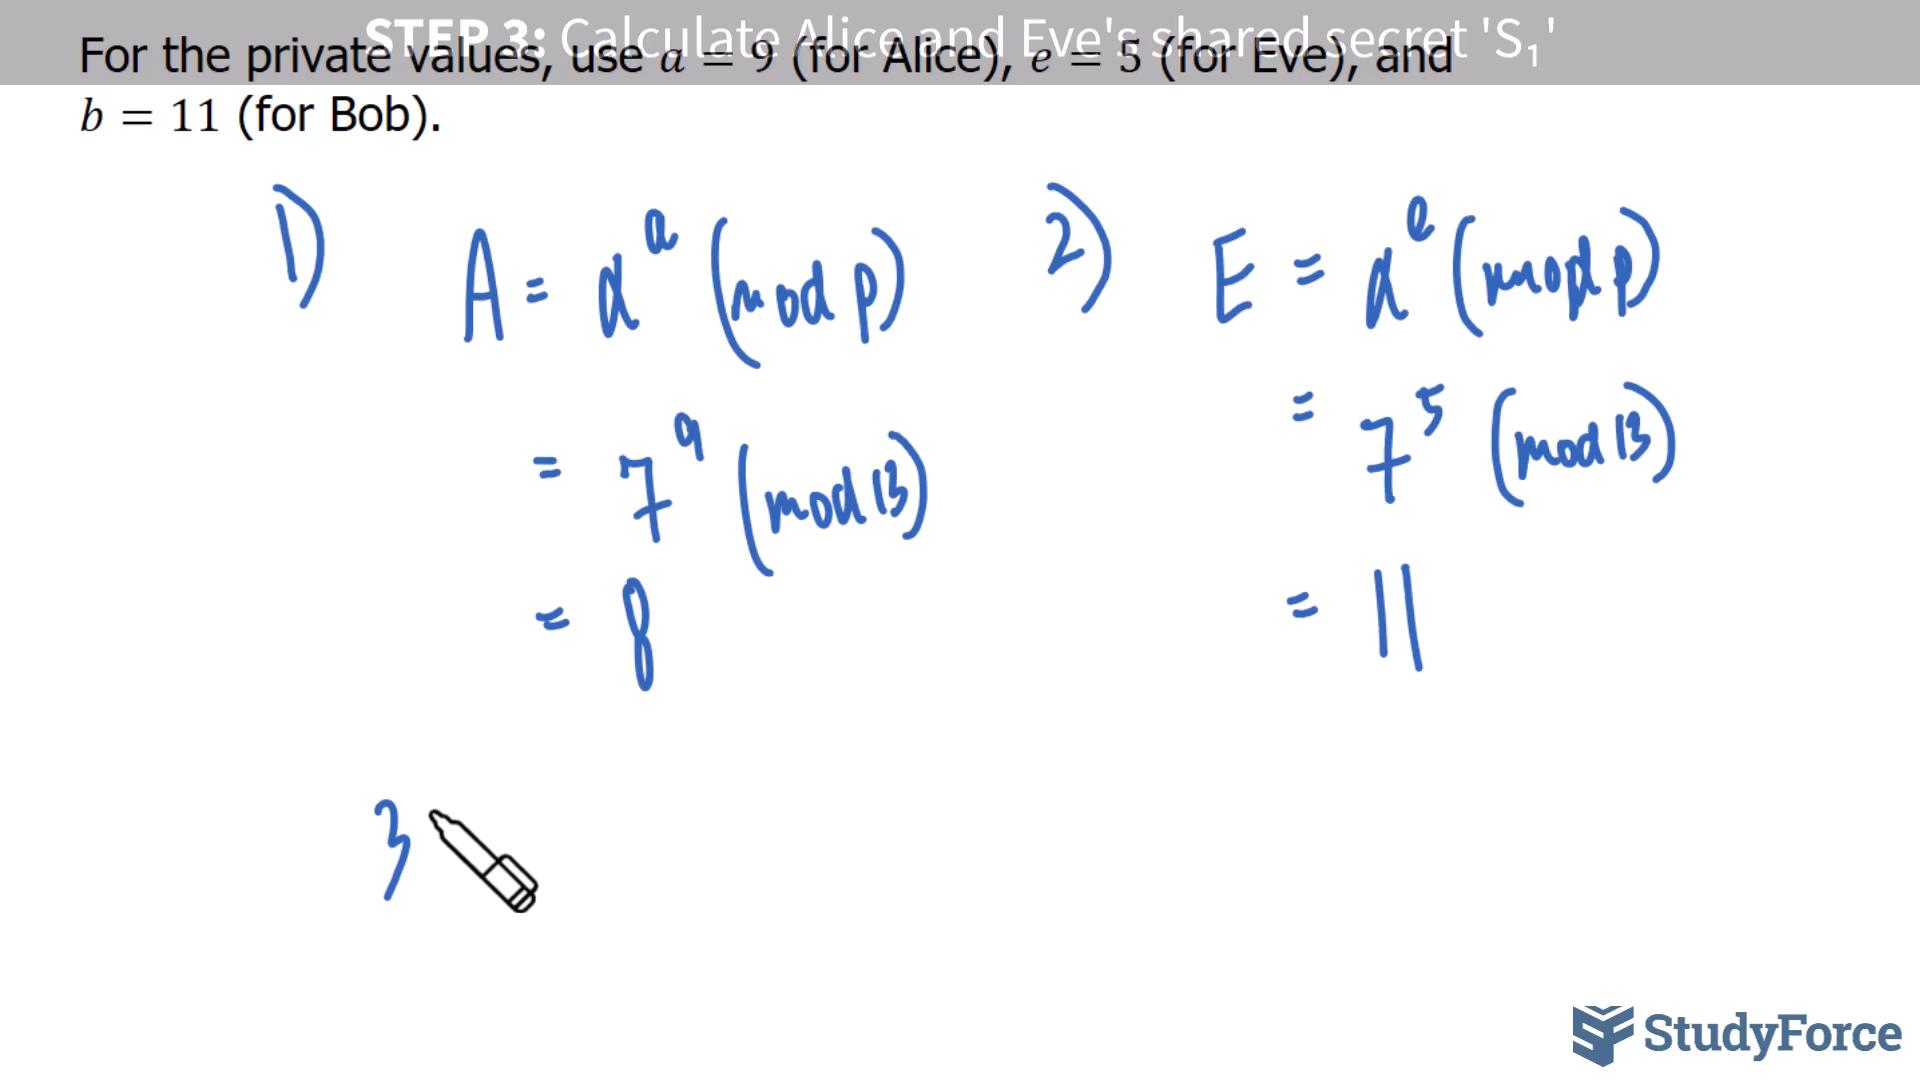 STEP 3: Calculate Alice and Eve's shared secret 'S₁'
For the private values, use a = 9 (for Alice), e = 5 (for Eve), and
b = 11 (for Bob).
1) A = α^a (mod p)
= 7^9 (mod 13)
= 8
2) E = α^e (mod p)
= 7^5 (mod 13)
= 11
3
StudyForce